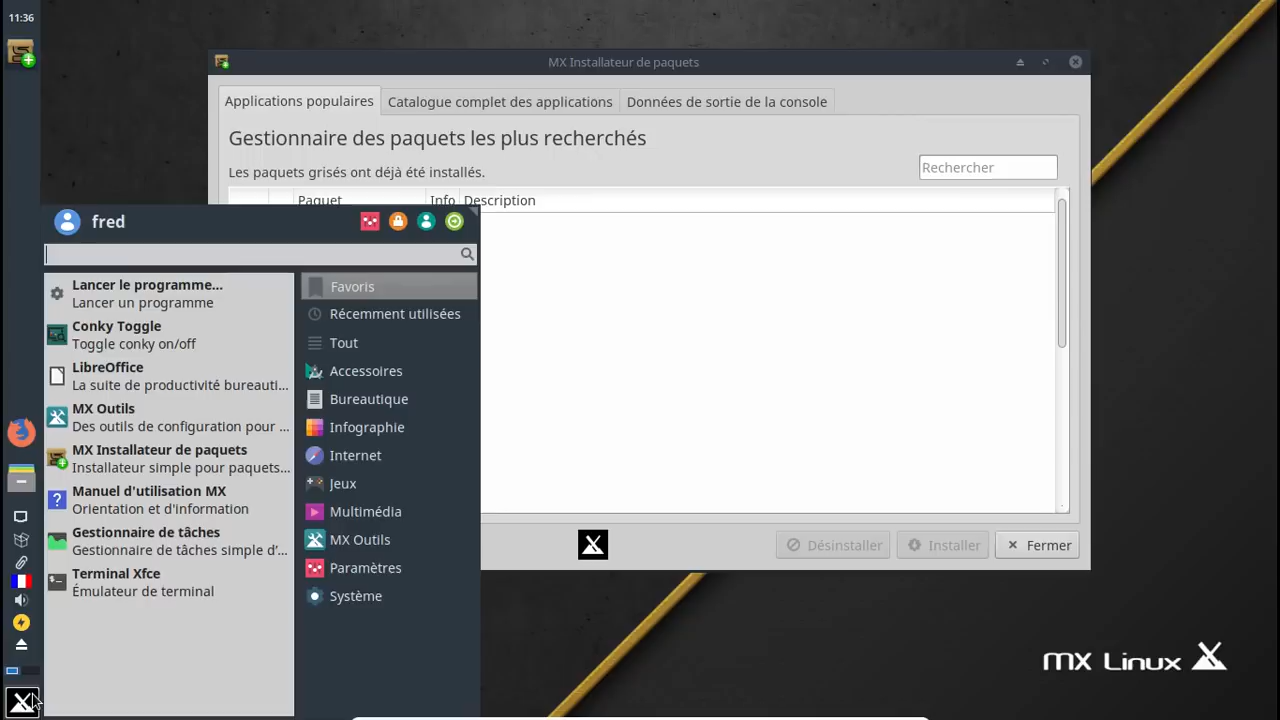 11:36
MX Installateur de paquets
Applications populaires
Catalogue complet des applications
Données de sortie de la console
Gestionnaire des paquets les plus recherchés
Les paquets grisés ont déjà été installés.
Rechercher
Paquet
Info
Description
fred
Lancer le programme...
Lancer un programme
Conky Toggle
Toggle conky on/off
LibreOffice
La suite de productivité bureauti...
MX Outils
Des outils de configuration pour ...
MX Installateur de paquets
Installateur simple pour paquets...
Manuel d'utilisation MX
Orientation et d'information
Gestionnaire de tâches
Gestionnaire de tâches simple d'...
Terminal Xfce
Émulateur de terminal
Favoris
Récemment utilisées
Tout
Accessoires
Bureautique
Infographie
Internet
Jeux
Multimédia
MX Outils
Paramètres
Système
Désinstaller
Installer
Fermer
MX Linux